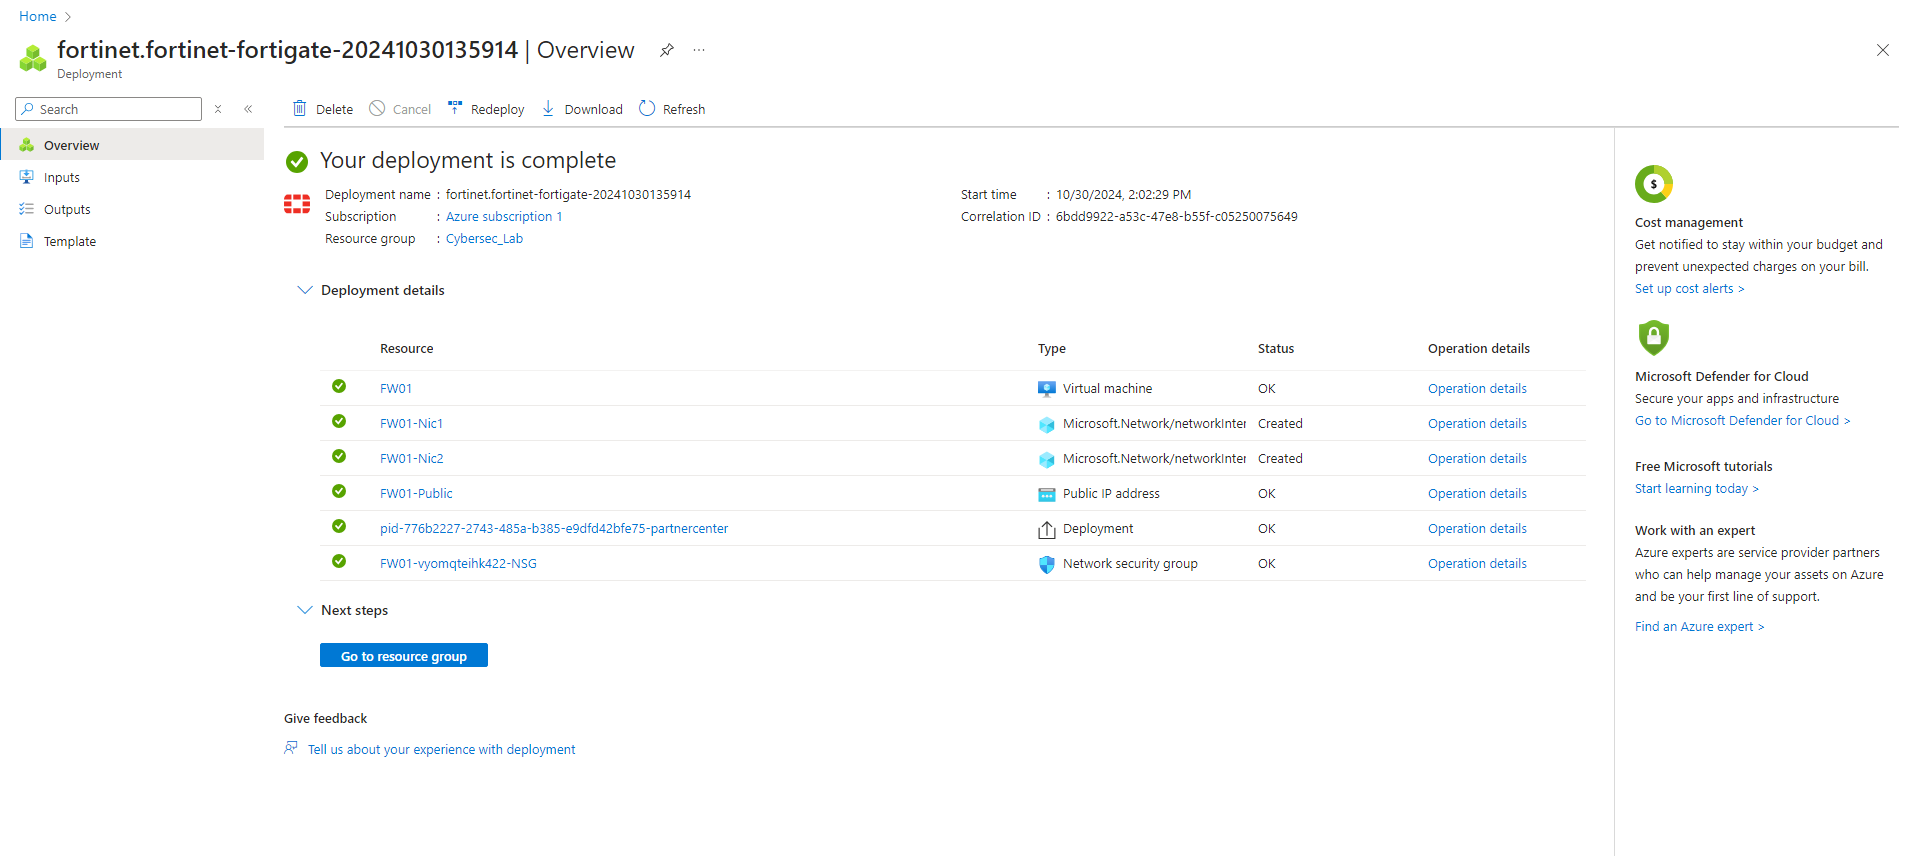 Home
fortinet.fortinet-fortigate-20241030135914 | Overview
Deployment
Search
Overview
Inputs
Outputs
Template
Delete
Cancel
Redeploy
Download
Refresh
Your deployment is complete
Deployment name : fortinet.fortinet-fortigate-20241030135914
Subscription : Azure subscription 1
Resource group : Cybersec_Lab
Start time : 10/30/2024, 2:02:29 PM
Correlation ID : 6bdd9922-a53c-47e8-b55f-c05250075649
Deployment details
Resource Type Status Operation details
FW01 Virtual machine OK Operation details
FW01-Nic1 Microsoft.Network/networkInter Created Operation details
FW01-Nic2 Microsoft.Network/networkInter Created Operation details
FW01-Public Public IP address OK Operation details
pid-776b2227-2743-485a-b385-e9dfd42bfe75-partnercenter Deployment OK Operation details
FW01-vyomqteihk422-NSG Network security group OK Operation details
Next steps
Go to resource group
Give feedback
Tell us about your experience with deployment
$
Cost management
Get notified to stay within your budget and
prevent unexpected charges on your bill.
Set up cost alerts >
Microsoft Defender for Cloud
Secure your apps and infrastructure
Go to Microsoft Defender for Cloud >
Free Microsoft tutorials
Start learning today >
Work with an expert
Azure experts are service provider partners
who can help manage your assets on Azure
and be your first line of support.
Find an Azure expert >